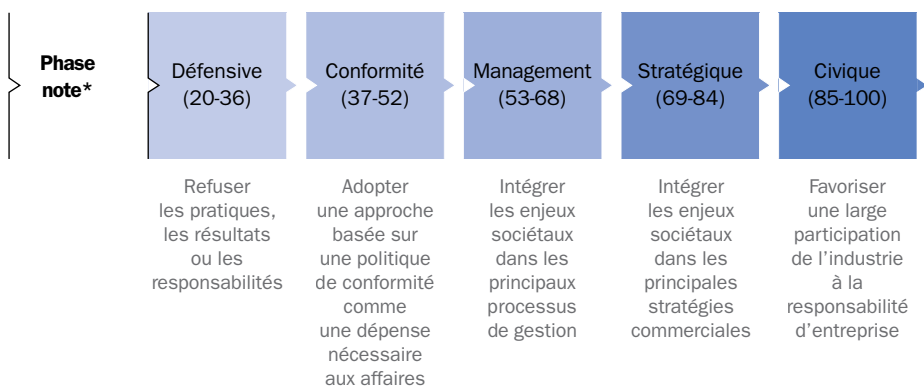 Phase
note*
Défensive
(20-36)
Conformité
(37-52)
Management
(53-68)
Stratégique
(69-84)
Civique
(85-100)
Refuser
les pratiques,
les résultats
ou les
responsabilités
Adopter
une approche
basée sur
une politique
de conformité
comme
une dépense
nécessaire
aux affaires
Intégrer
les enjeux
sociétaux
dans les
principaux
processus
de gestion
Intégrer
les enjeux
sociétaux
dans les
principales
stratégies
commerciales
Favoriser
une large
participation
de l’industrie
à la
responsabilité
d’entreprise